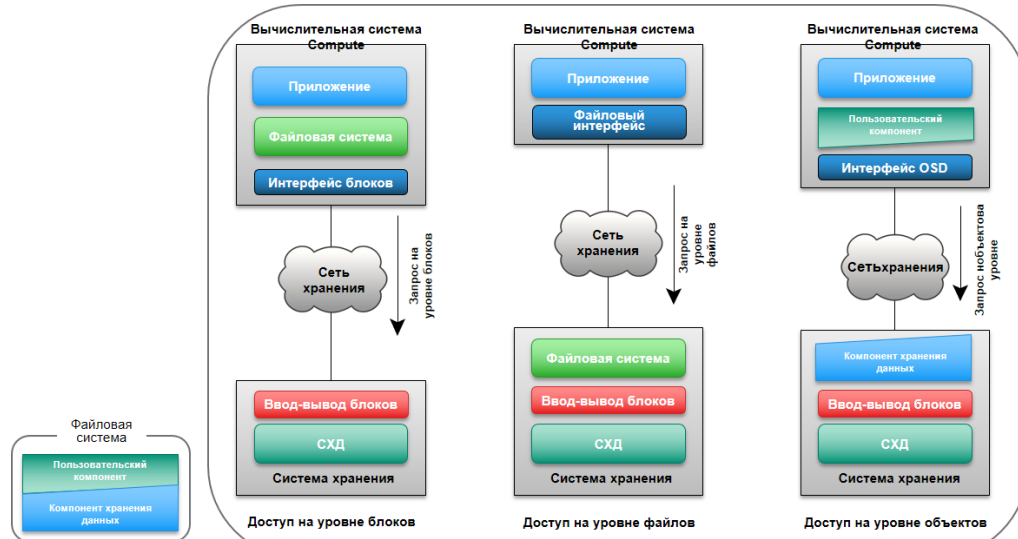 Вычислительная система
Compute
Приложение
Файловая система
Интерфейс блоков
Сеть
хранения
Запрос на
уровне блоков
Ввод-вывод блоков
СХД
Система хранения
Доступ на уровне блоков
Вычислительная система
Compute
Приложение
Файловый
интерфейс
Сеть
хранения
Запрос на
уровне
файлов
Файловая система
Ввод-вывод блоков
СХД
Система хранения
Доступ на уровне файлов
Вычислительная система
Compute
Приложение
Пользовательский
компонент
Интерфейс OSD
Сетьхранения
Запрос нобъектова
уровне
Компонент хранения
данных
Ввод-вывод блоков
СХД
Система хранения
Доступ на уровне объектов
Файловая
система
Пользовательский
компонент
Компонент хранения
данных